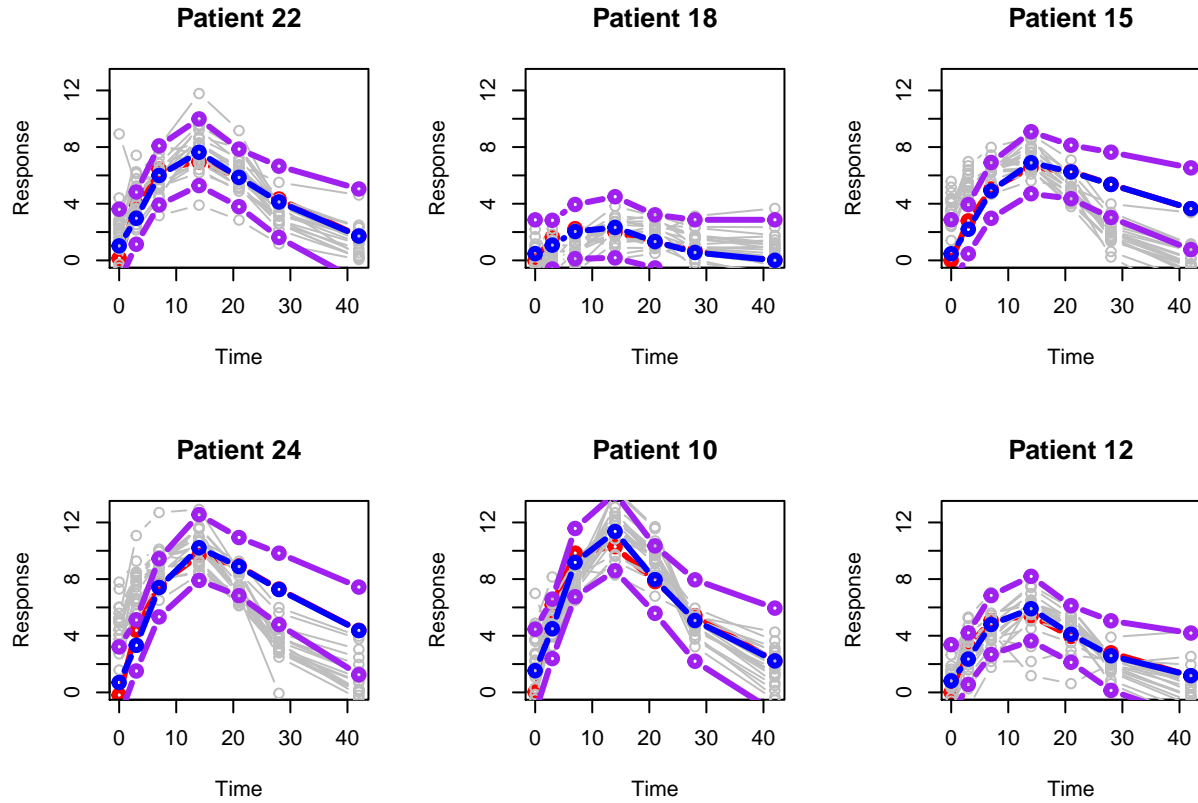 Patient 22
Patient 18
Patient 15
Response
0 4 8 12
0 10 20 30 40
Time
Response
0 4 8 12
0 10 20 30 40
Time
Response
0 4 8 12
0 10 20 30 40
Time
Patient 24
Patient 10
Patient 12
Response
0 4 8 12
0 10 20 30 40
Time
Response
0 4 8 12
0 10 20 30 40
Time
Response
0 4 8 12
0 10 20 30 40
Time